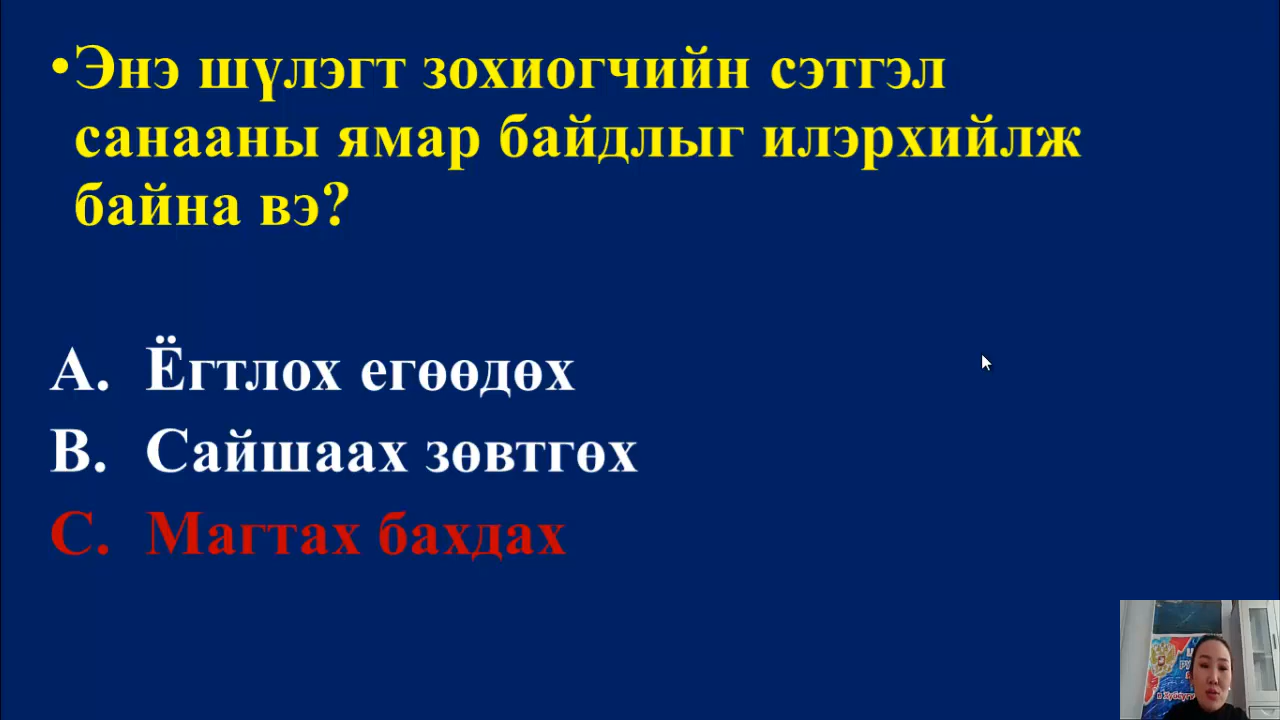 •Энэ шүлэгт зохиогчийн сэтгэл
санааны ямар байдлыг илэрхийлж
байна вэ?
A. Ёгтлох егөөдөх
B. Сайшаах зөвтгөх
C. Магтах бахдах